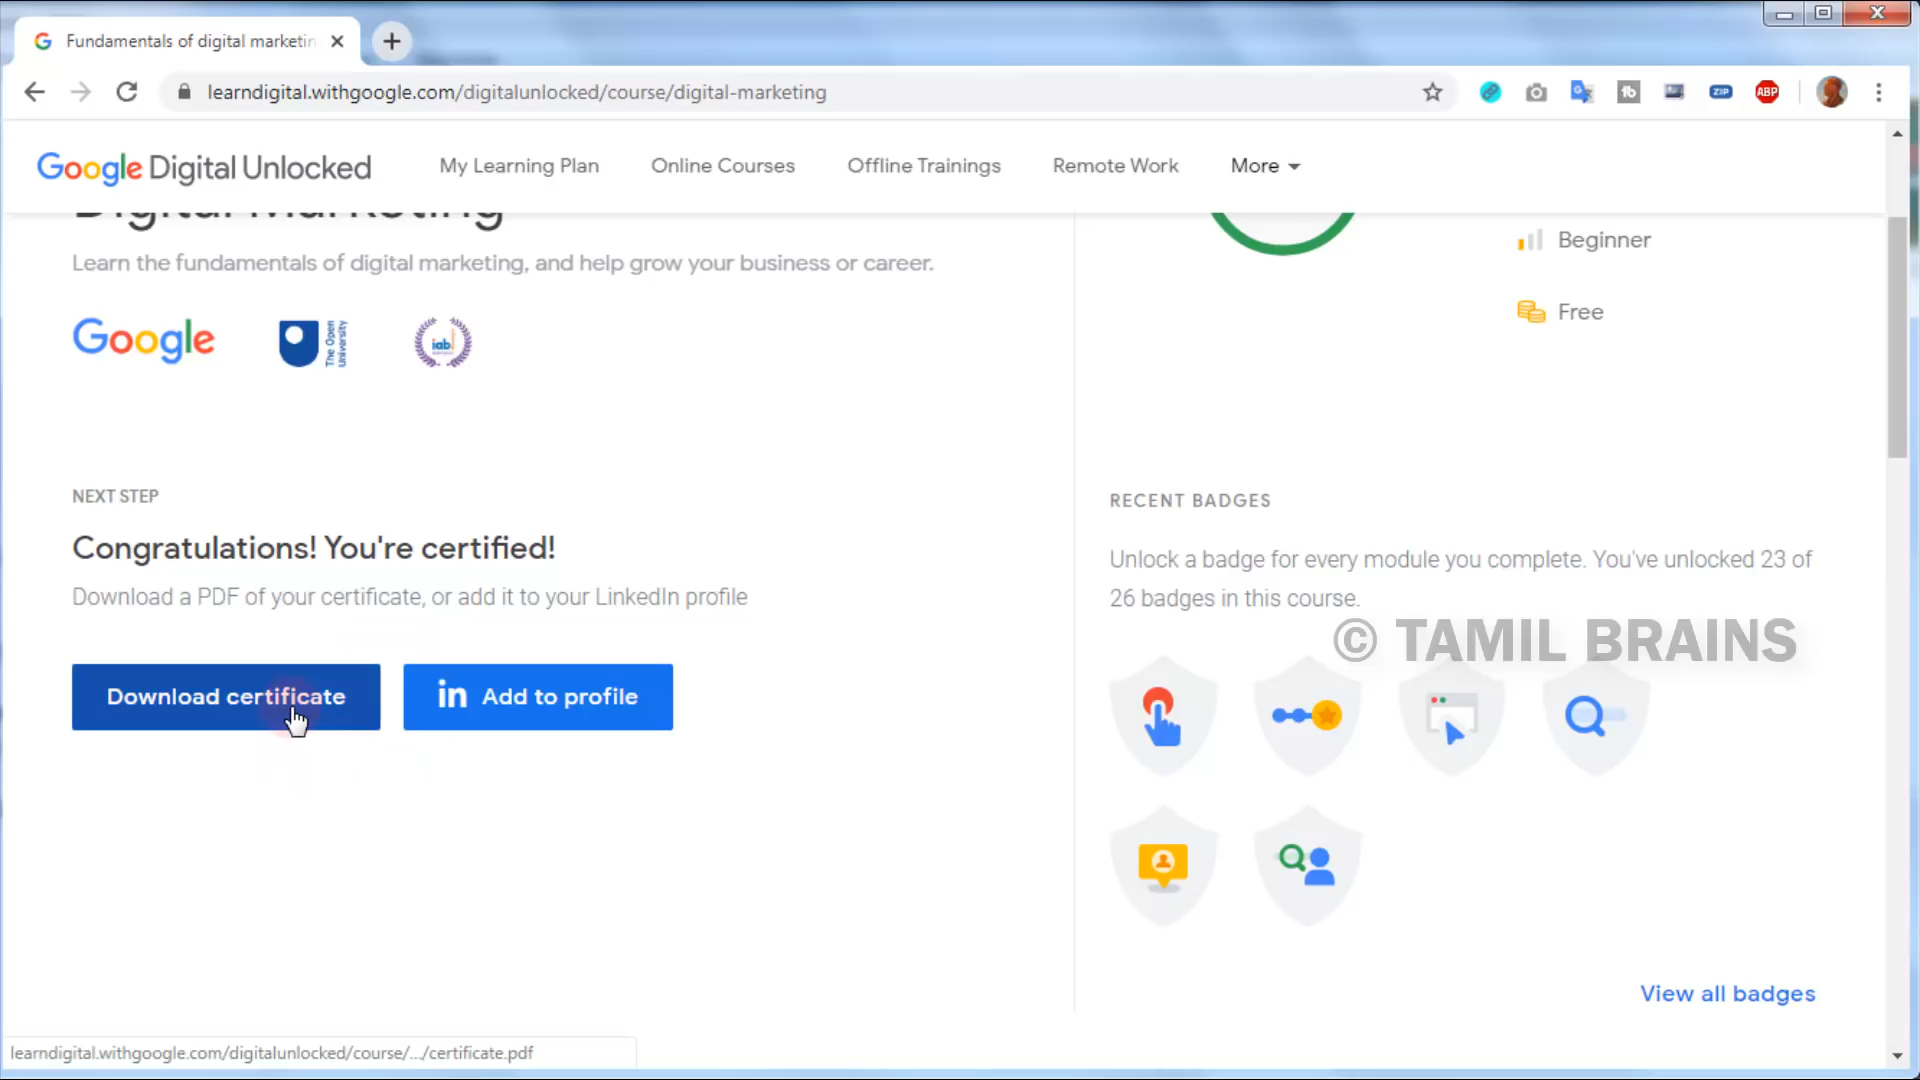 Fundamentals of digital marketin
learndigital.withgoogle.com/digitalunlocked/course/digital-marketing
ZIP
ABP
Google Digital Unlocked
My Learning Plan
Online Courses
Offline Trainings
Remote Work
More
Digital Marketing
Learn the fundamentals of digital marketing, and help grow your business or career.
Google
The Open
University
iab
Beginner
Free
NEXT STEP
Congratulations! You're certified!
Download a PDF of your certificate, or add it to your LinkedIn profile
Download certificate
in Add to profile
RECENT BADGES
Unlock a badge for every module you complete. You've unlocked 23 of
26 badges in this course.
© TAMIL BRAINS
View all badges
learndigital.withgoogle.com/digitalunlocked/course/.../certificate.pdf